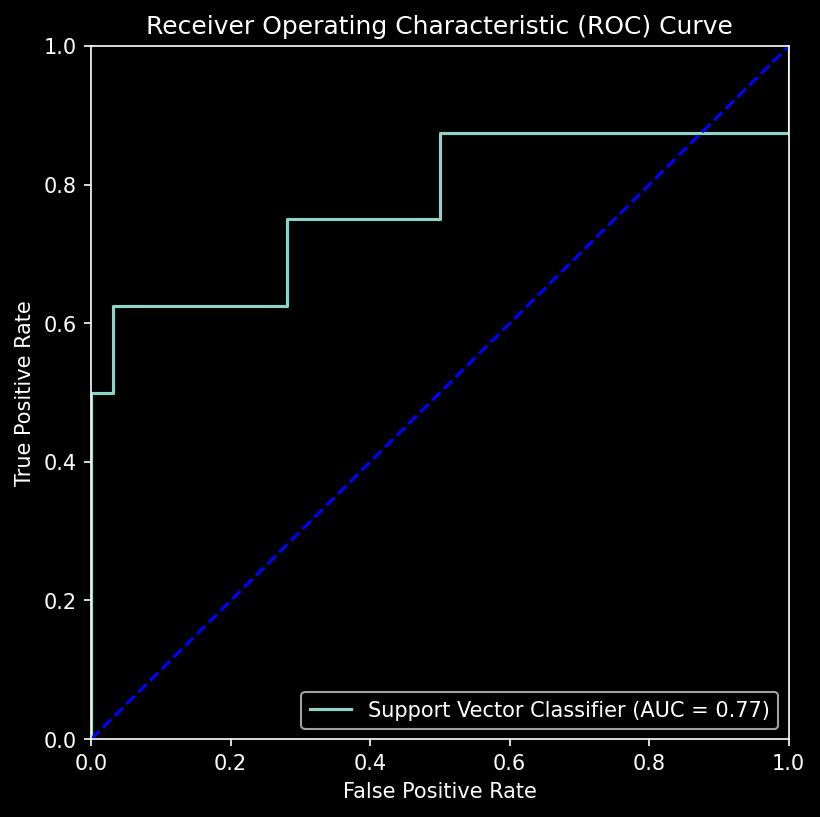 Receiver Operating Characteristic (ROC) Curve
1.0
0.8
0.6
0.4
0.2
0.0
True Positive Rate
Support Vector Classifier (AUC = 0.77)
0.0 0.2 0.4 0.6 0.8 1.0
False Positive Rate